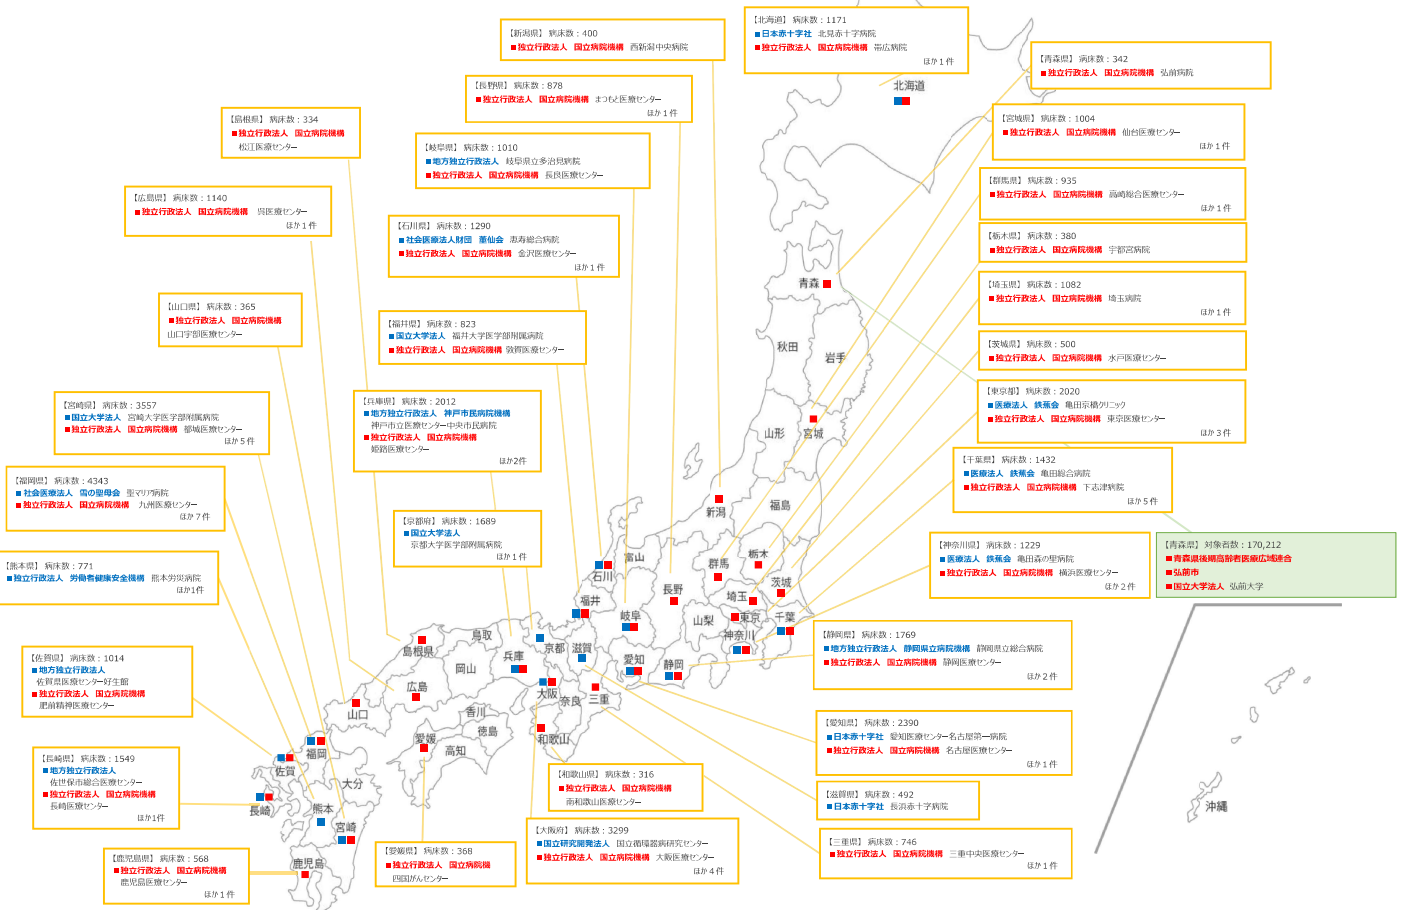 【北海道】 病床数：1171
■日本赤十字社　北見赤十字病院
■独立行政法人　国立病院機構　帯広病院
ほか１件
【新潟県】 病床数：400
■独立行政法人　国立病院機構　西新潟中央病院
【青森県】 病床数：342
■独立行政法人　国立病院機構　弘前病院
【長野県】 病床数：878
■独立行政法人　国立病院機構　まつもと医療センター
ほか１件
【宮城県】 病床数：1004
■独立行政法人　国立病院機構　仙台医療センター
ほか１件
【島根県】 病床数：334
■独立行政法人　国立病院機構
松江医療センター
【岐阜県】 病床数：1010
■地方独立行政法人　岐阜県立多治見病院
■独立行政法人　国立病院機構　長良医療センター
【群馬県】 病床数：935
■独立行政法人　国立病院機構　高崎総合医療センター
ほか１件
【広島県】 病床数：1140
■独立行政法人　国立病院機構　呉医療センター
ほか１件
【石川県】 病床数：1290
■社会医療法人財団　董仙会　恵寿総合病院
■独立行政法人　国立病院機構　金沢医療センター
ほか１件
【栃木県】 病床数：380
■独立行政法人　国立病院機構　宇都宮病院
【埼玉県】 病床数：1082
■独立行政法人　国立病院機構　埼玉病院
ほか１件
【山口県】 病床数：365
■独立行政法人　国立病院機構
山口宇部医療センター
【福井県】 病床数：823
■国立大学法人　福井大学医学部附属病院
■独立行政法人　国立病院機構 敦賀医療センター
【茨城県】 病床数：500
■独立行政法人　国立病院機構　水戸医療センター
【東京都】 病床数：2020
■医療法人　鉄蕉会　亀田京橋クリニック
■独立行政法人　国立病院機構　東京医療センター
ほか３件
【宮崎県】 病床数：3557
■国立大学法人　宮崎大学医学部附属病院
■独立行政法人　国立病院機構　都城医療センター
ほか５件
【兵庫県】 病床数：2012
■地方独立行政法人　神戸市民病院機構
神戸市立医療センター中央市民病院
■独立行政法人　国立病院機構
姫路医療センター
ほか2件
【千葉県】 病床数：1432
■医療法人　鉄蕉会　亀田総合病院
■独立行政法人　国立病院機構　下志津病院
ほか５件
【福岡県】 病床数：4343
■社会医療法人　雪の聖母会　聖マリア病院
■独立行政法人　国立病院機構　九州医療センター
ほか７件
【京都府】 病床数：1689
■国立大学法人
京都大学医学部附属病院
ほか１件
【神奈川県】 病床数：1229
■医療法人　鉄蕉会　亀田森の里病院
■独立行政法人　国立病院機構　横浜医療センター
ほか２件
【青森県】 対象者数：170,212
■青森県後期高齢者医療広域連合
■弘前市
■国立大学法人　弘前大学
【熊本県】 病床数：771
■独立行政法人　労働者健康安全機構　熊本労災病院
ほか1件
【静岡県】 病床数：1769
■地方独立行政法人　静岡県立病院機構　静岡県立総合病院
■独立行政法人　国立病院機構　静岡医療センター
ほか２件
【佐賀県】 病床数：1014
■地方独立行政法人
佐賀県医療センター好生館
■独立行政法人　国立病院機構
肥前精神医療センター
【愛知県】 病床数：2390
■日本赤十字社　愛知医療センター名古屋第一病院
■独立行政法人　国立病院機構　名古屋医療センター
ほか１件
【長崎県】 病床数：1549
■地方独立行政法人
佐世保市総合医療センター
■独立行政法人　国立病院機構
長崎医療センター
ほか1件
【和歌山県】 病床数：316
■独立行政法人　国立病院機構
南和歌山医療センター
【滋賀県】 病床数：492
■日本赤十字社　長浜赤十字病院
【大阪府】 病床数：3299
■国立研究開発法人　国立循環器病研究センター
■独立行政法人　国立病院機構　大阪医療センター
ほか４件
【三重県】 病床数：746
■独立行政法人　国立病院機構　三重中央医療センター
ほか１件
【愛媛県】 病床数：368
■独立行政法人　国立病院機
四国がんセンター
【鹿児島県】 病床数：568
■独立行政法人　国立病院機構
鹿児島医療センター
ほか１件
北海道
青森
秋田
岩手
山形
宮城
新潟
福島
富山
石川
群馬
栃木
長野
茨城
福井
埼玉
岐阜
山梨
東京
千葉
神奈川
鳥取
島根県
兵庫
京都
滋賀
愛知
静岡
岡山
広島
大阪
奈良
三重
山口
香川
徳島
愛媛
高知
和歌山
福岡
佐賀
大分
長崎
熊本
宮崎
鹿児島
沖縄